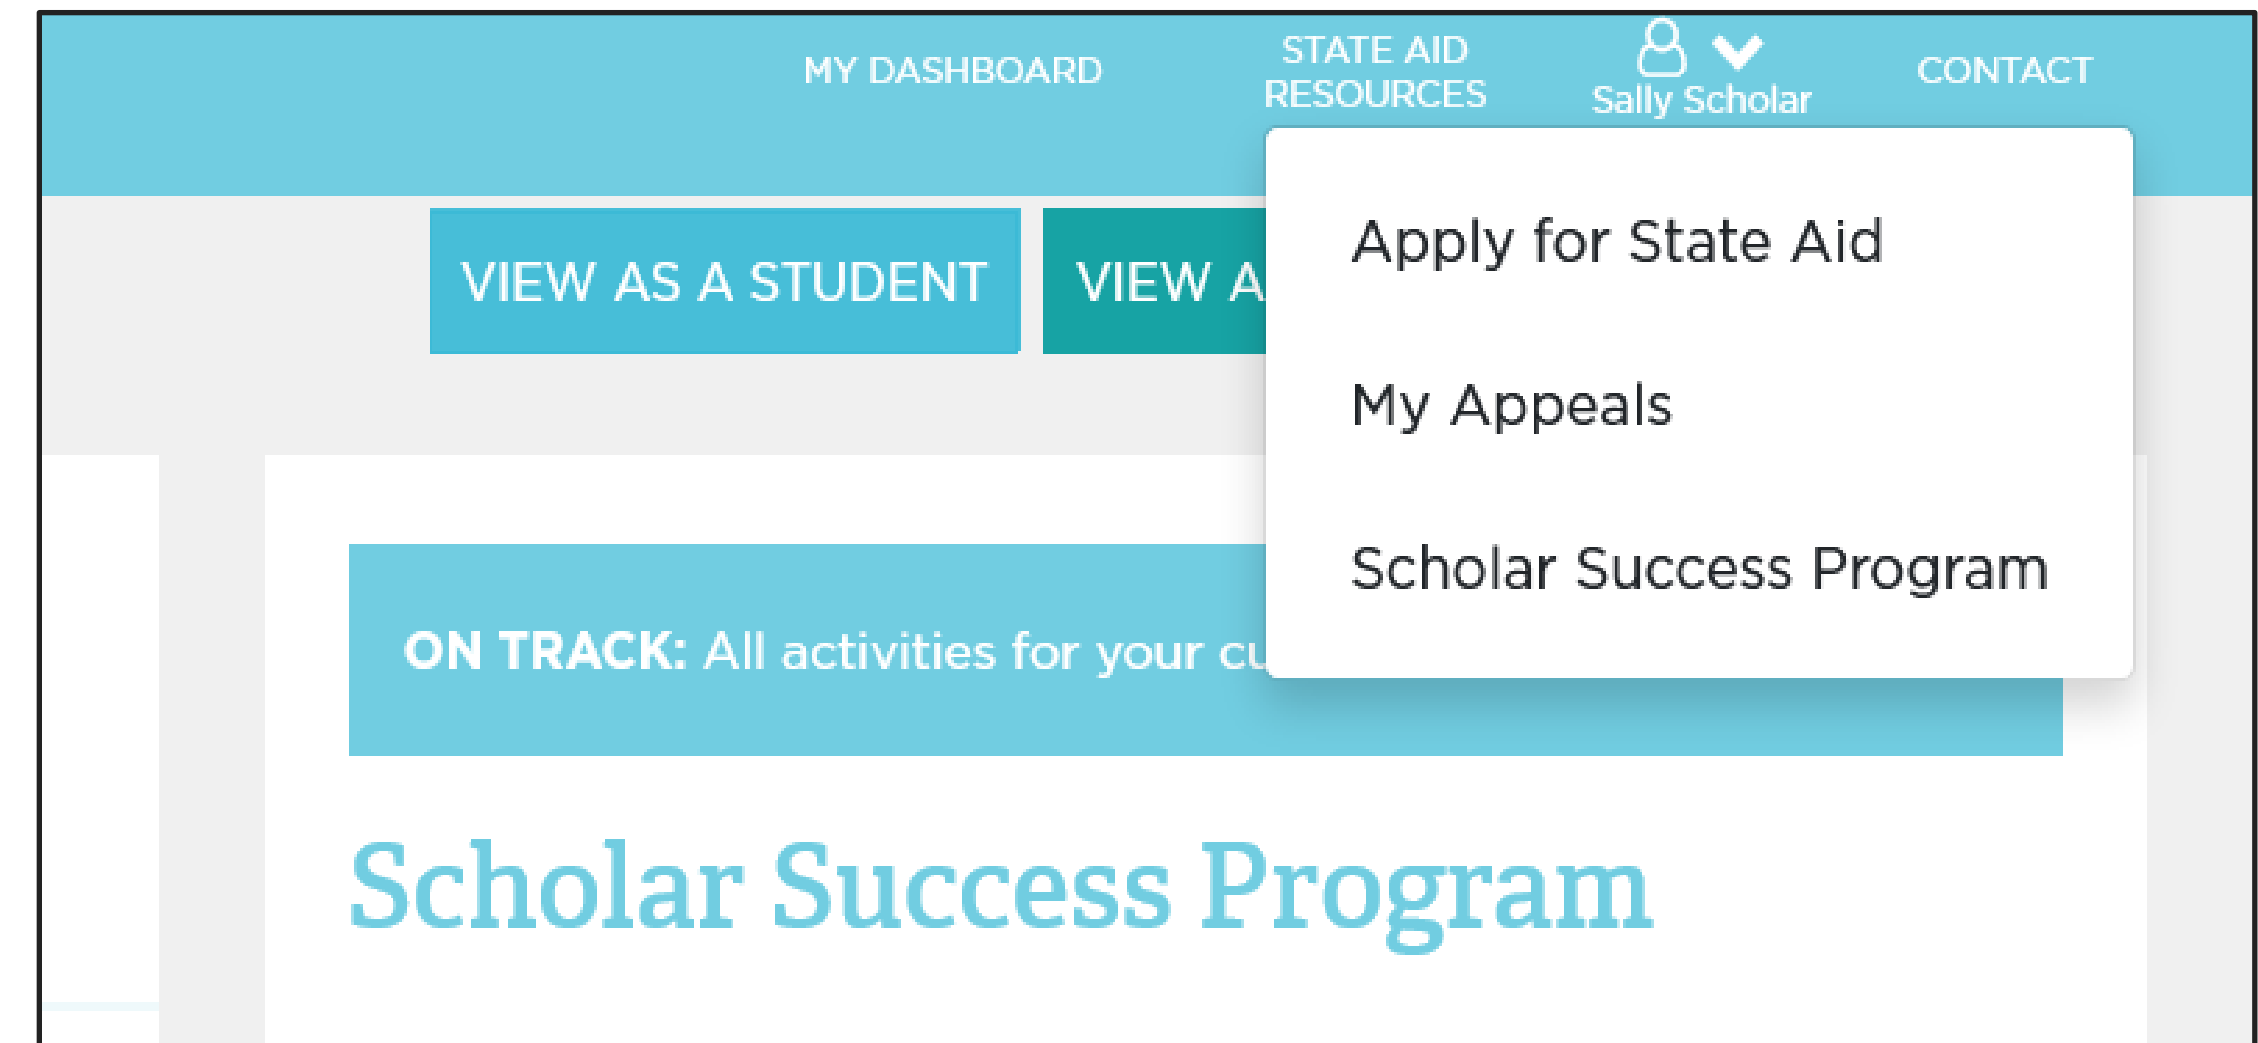 MY DASHBOARD
STATE AID
RESOURCES
Sally Scholar
CONTACT
Apply for State Aid
My Appeals
Scholar Success Program
VIEW AS A STUDENT
VIEW
ON TRACK: All activities for your
Scholar Success Program